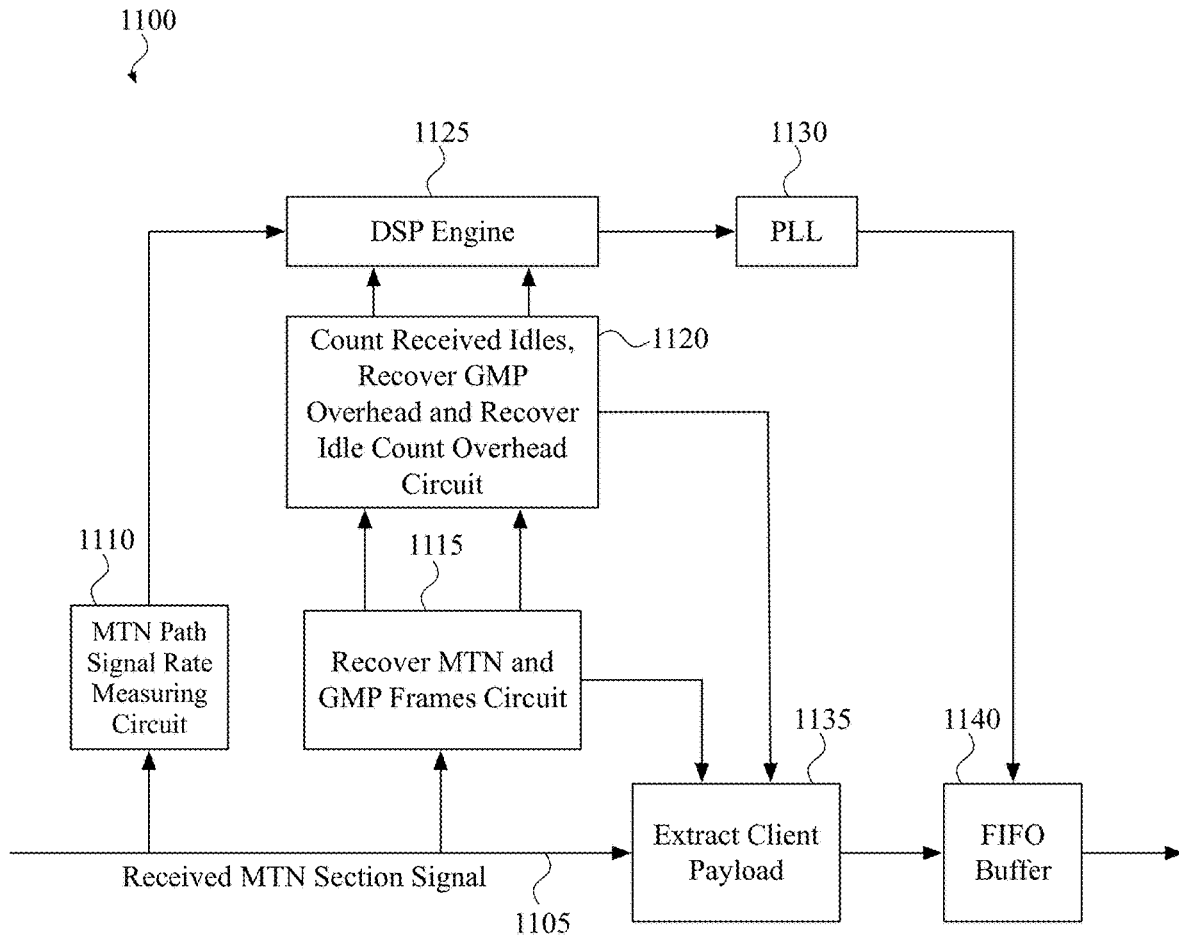 1100
1125
1130
DSP Engine
PLL
Count Received Idles,
Recover GMP
Overhead and Recover
Idle Count Overhead
Circuit
1120
1110
1115
MTN Path
Signal Rate
Measuring
Circuit
Recover MTN and
GMP Frames Circuit
1135
1140
Extract Client
Payload
FIFO
Buffer
Received MTN Section Signal
1105